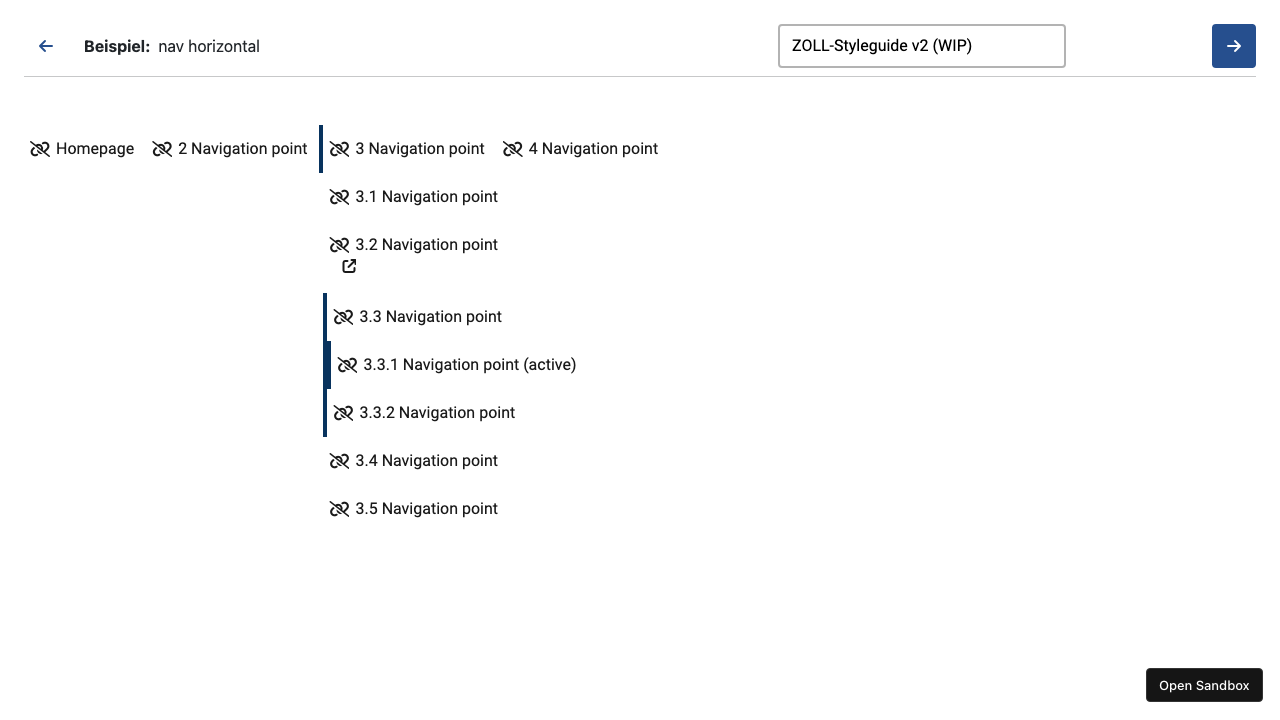 Beispiel: nav horizontal
ZOLL-Styleguide v2 (WIP)
Homepage
2 Navigation point
3 Navigation point
4 Navigation point
3.1 Navigation point
3.2 Navigation point
3.3 Navigation point
3.3.1 Navigation point (active)
3.3.2 Navigation point
3.4 Navigation point
3.5 Navigation point
Open Sandbox